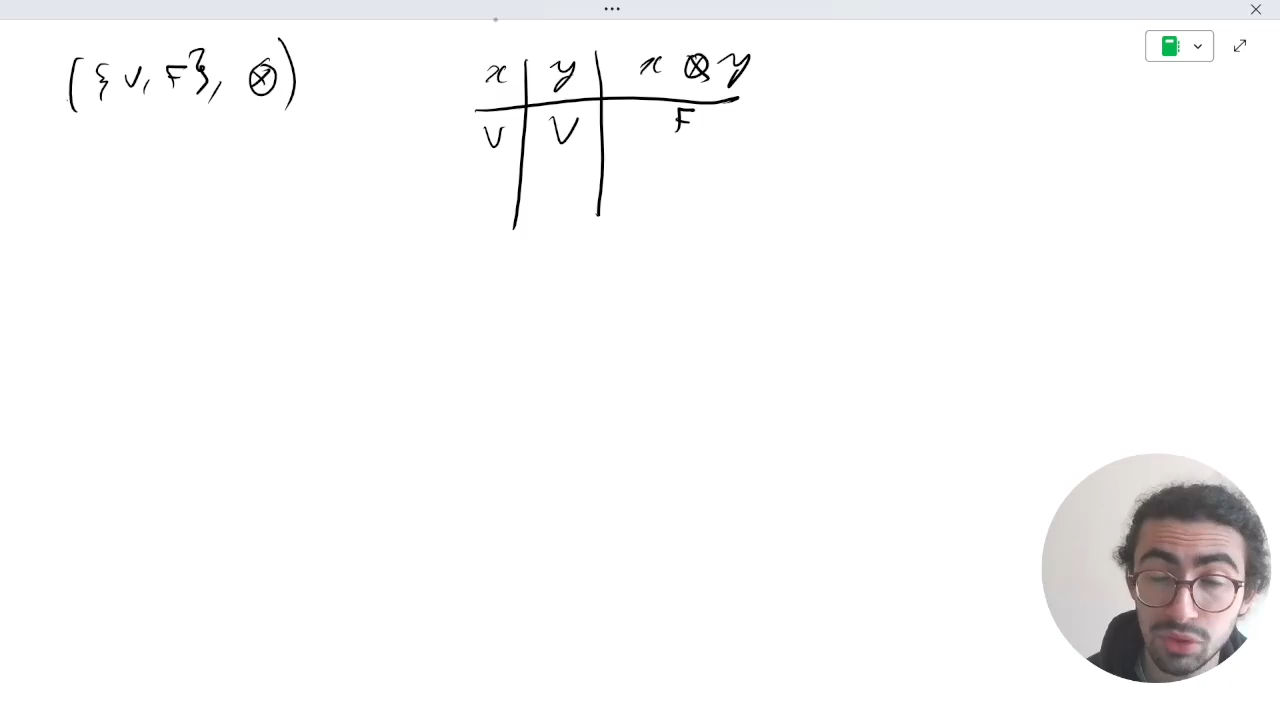 ({V, F}, ⊗)
x | y | x ⊗ y
V | V | F